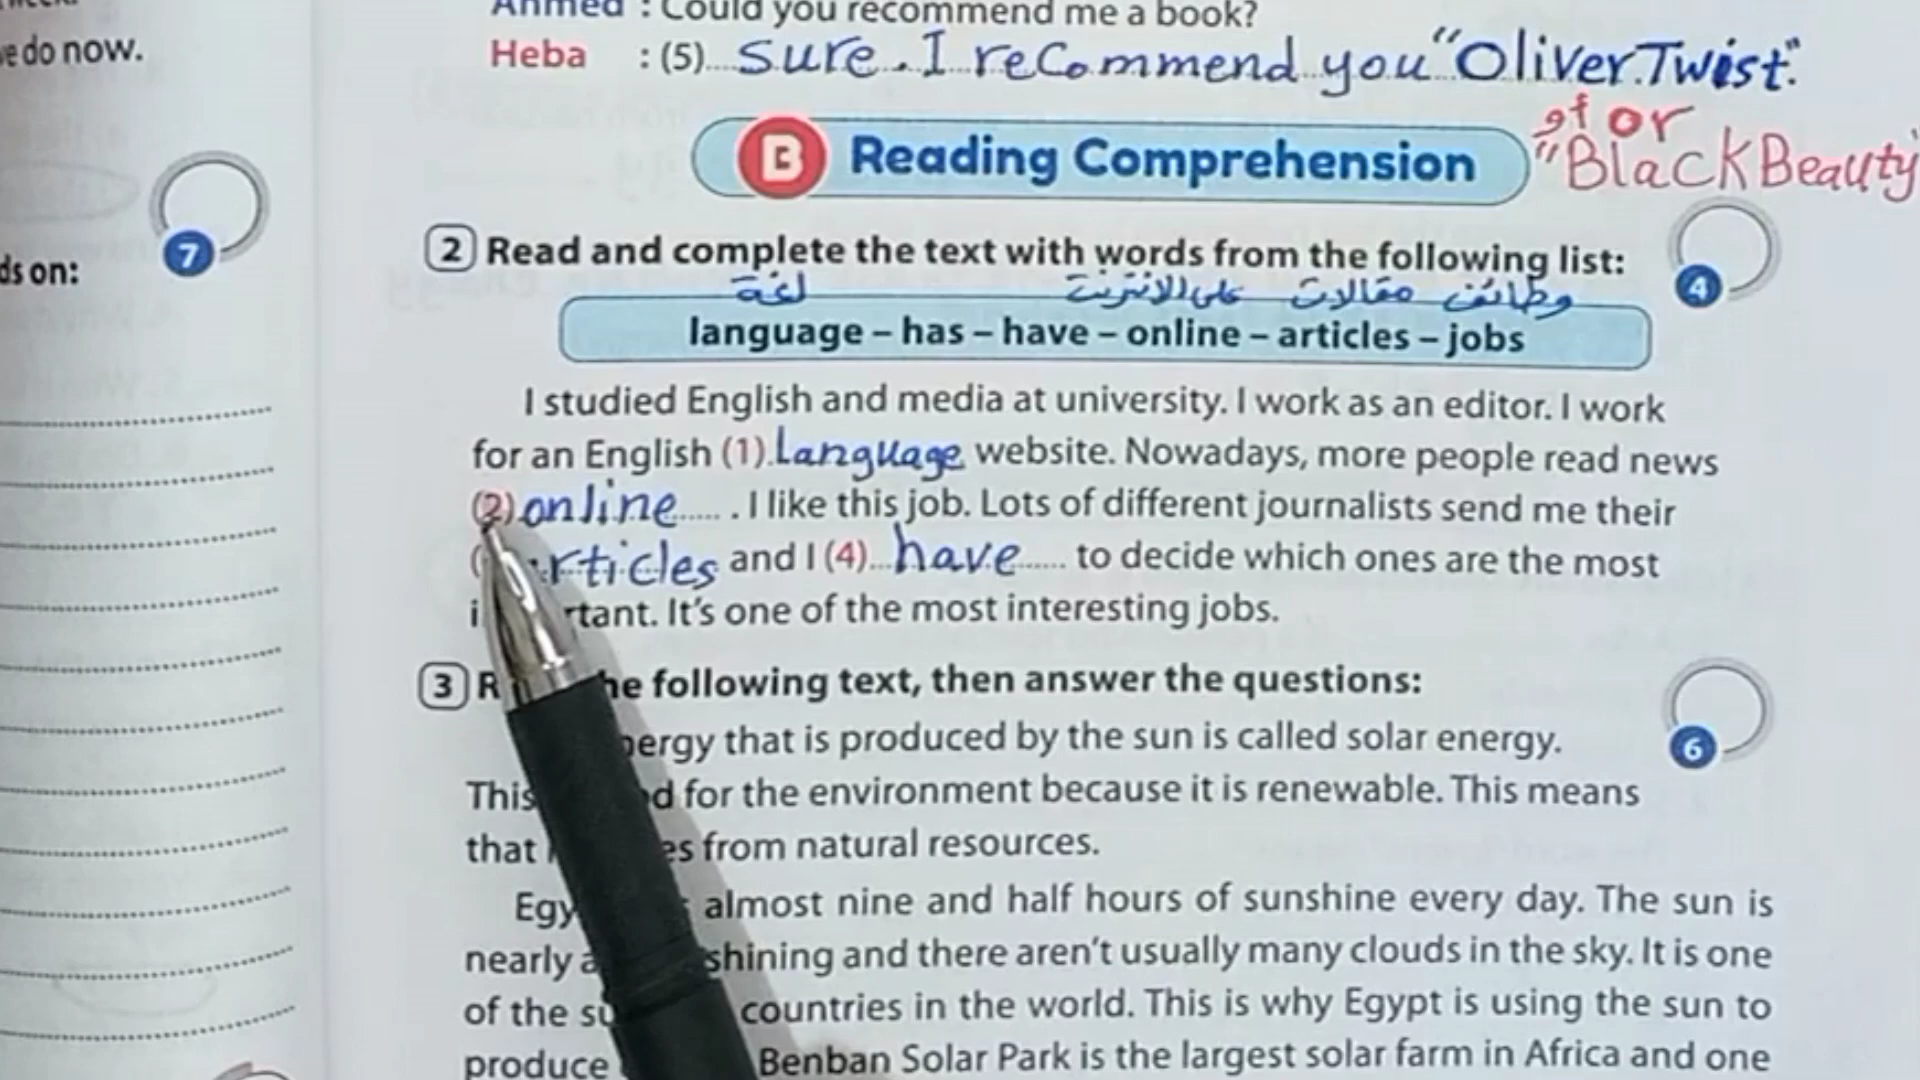 Ahmed : Could you recommend me a book?
we do now.
Heba : (5) Sure. I recommend you "Oliver Twist".
or
"Black Beauty
B Reading Comprehension
7
ds on:
2 Read and complete the text with words from the following list:
4
لغة على الإنترنت مقالات وظائف
language – has – have – online – articles – jobs
I studied English and media at university. I work as an editor. I work
for an English (1) Language website. Nowadays, more people read news
(2) online . I like this job. Lots of different journalists send me their
rticles and I (4) have to decide which ones are the most
rtant. It's one of the most interesting jobs.
3 R he following text, then answer the questions:
6
ergy that is produced by the sun is called solar energy.
This d for the environment because it is renewable. This means
that es from natural resources.
Egy almost nine and half hours of sunshine every day. The sun is
nearly a shining and there aren't usually many clouds in the sky. It is one
of the su countries in the world. This is why Egypt is using the sun to
produce Benban Solar Park is the largest solar farm in Africa and one